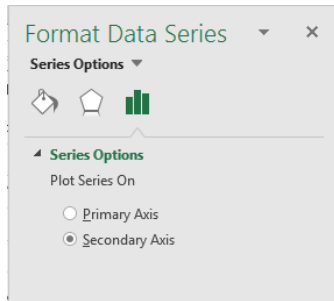 Format Data Series
Series Options
Series Options
Plot Series On
Primary Axis
Secondary Axis